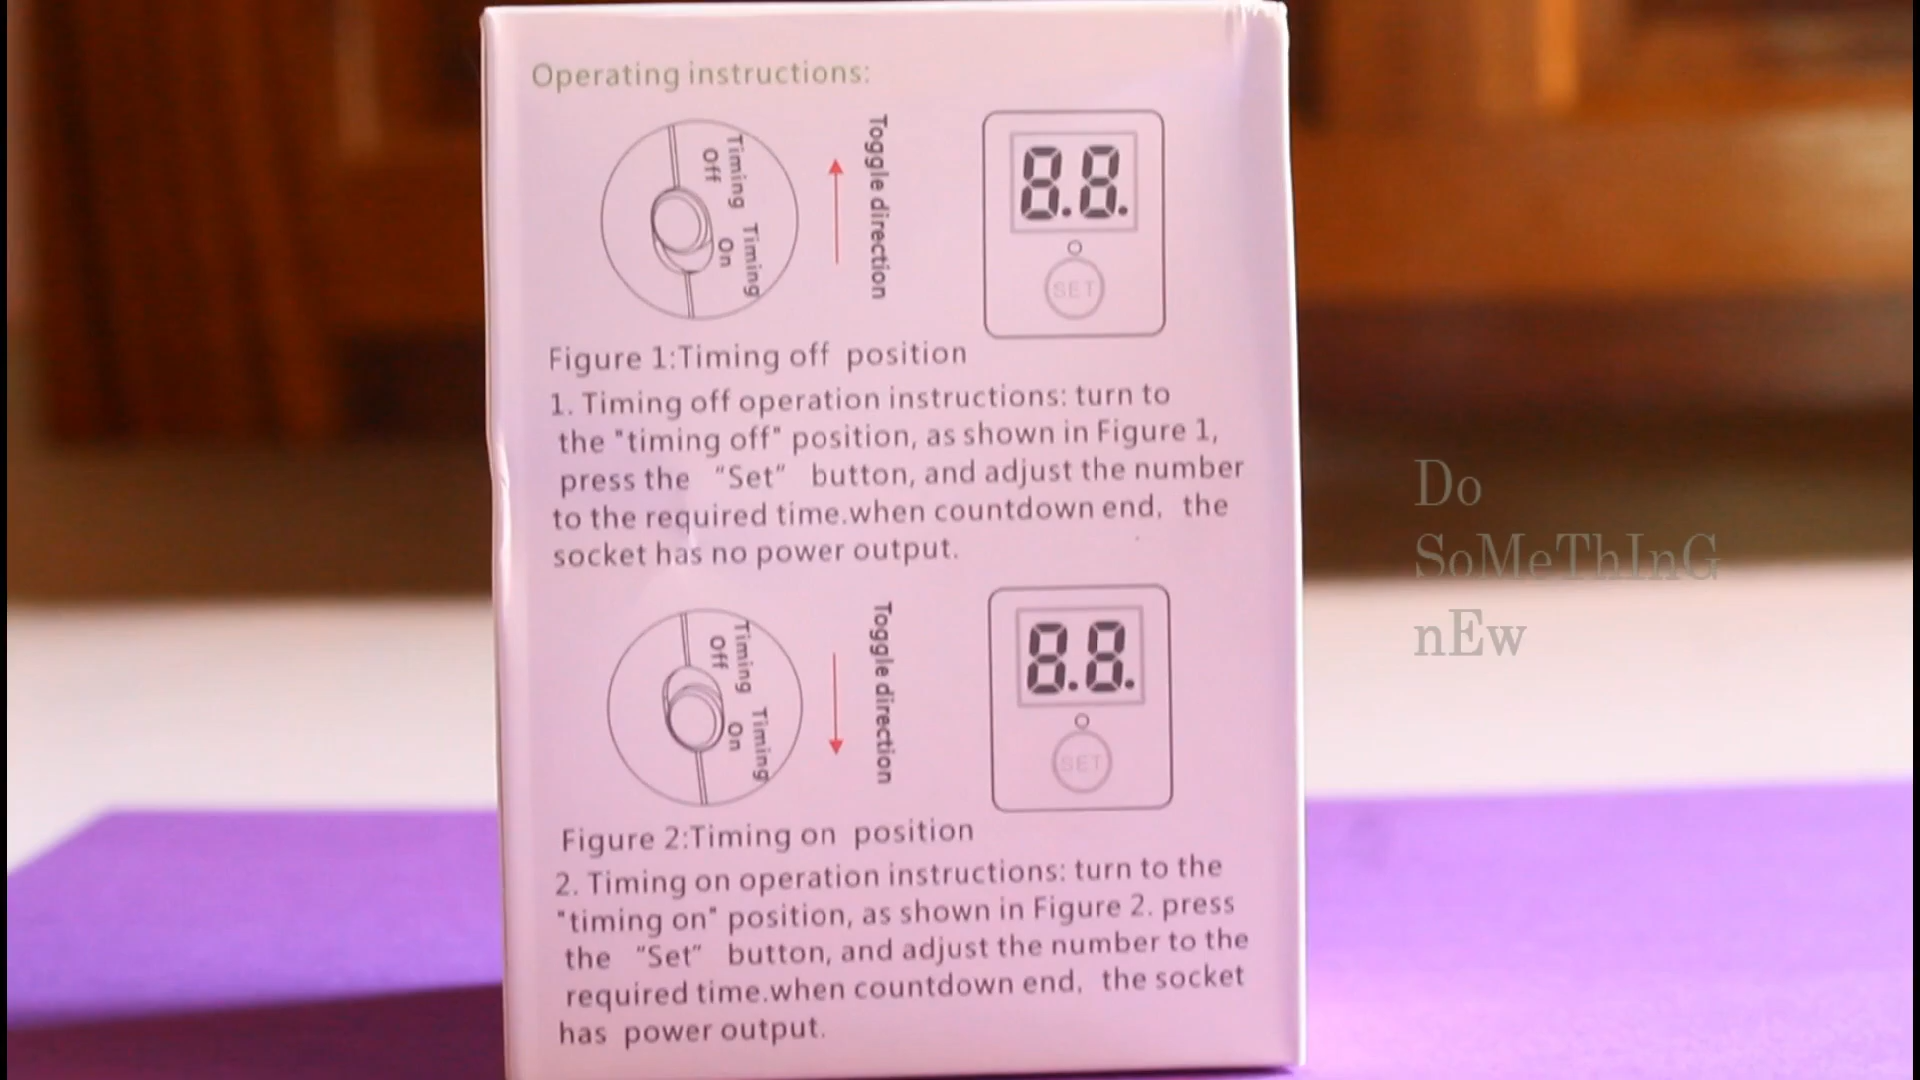 Operating instructions:
Timing Off
Timing On
Toggle direction
8.8.
SET
Figure 1:Timing off position
1. Timing off operation instructions: turn to
the "timing off" position, as shown in Figure 1,
press the “Set” button, and adjust the number
to the required time.when countdown end, the
socket has no power output.
Timing Off
Timing On
Toggle direction
8.8.
SET
Figure 2:Timing on position
2. Timing on operation instructions: turn to the
"timing on" position, as shown in Figure 2. press
the “Set” button, and adjust the number to the
required time.when countdown end, the socket
has power output.
Do
SoMeThInG
nEw